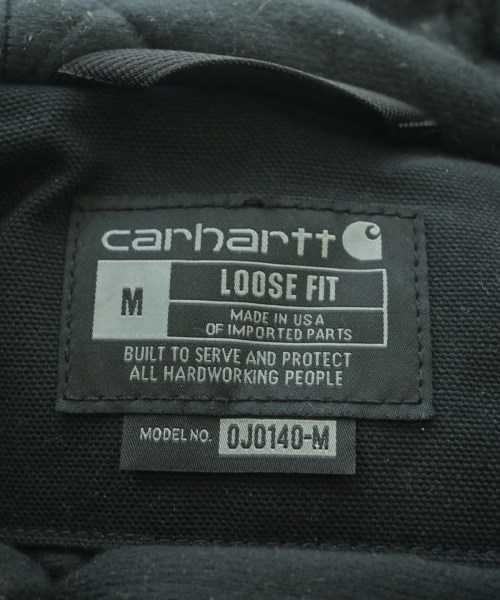 carhartt
M
LOOSE FIT
MADE IN USA
OF IMPORTED PARTS
BUILT TO SERVE AND PROTECT
ALL HARDWORKING PEOPLE
MODEL NO. 0J0140-M